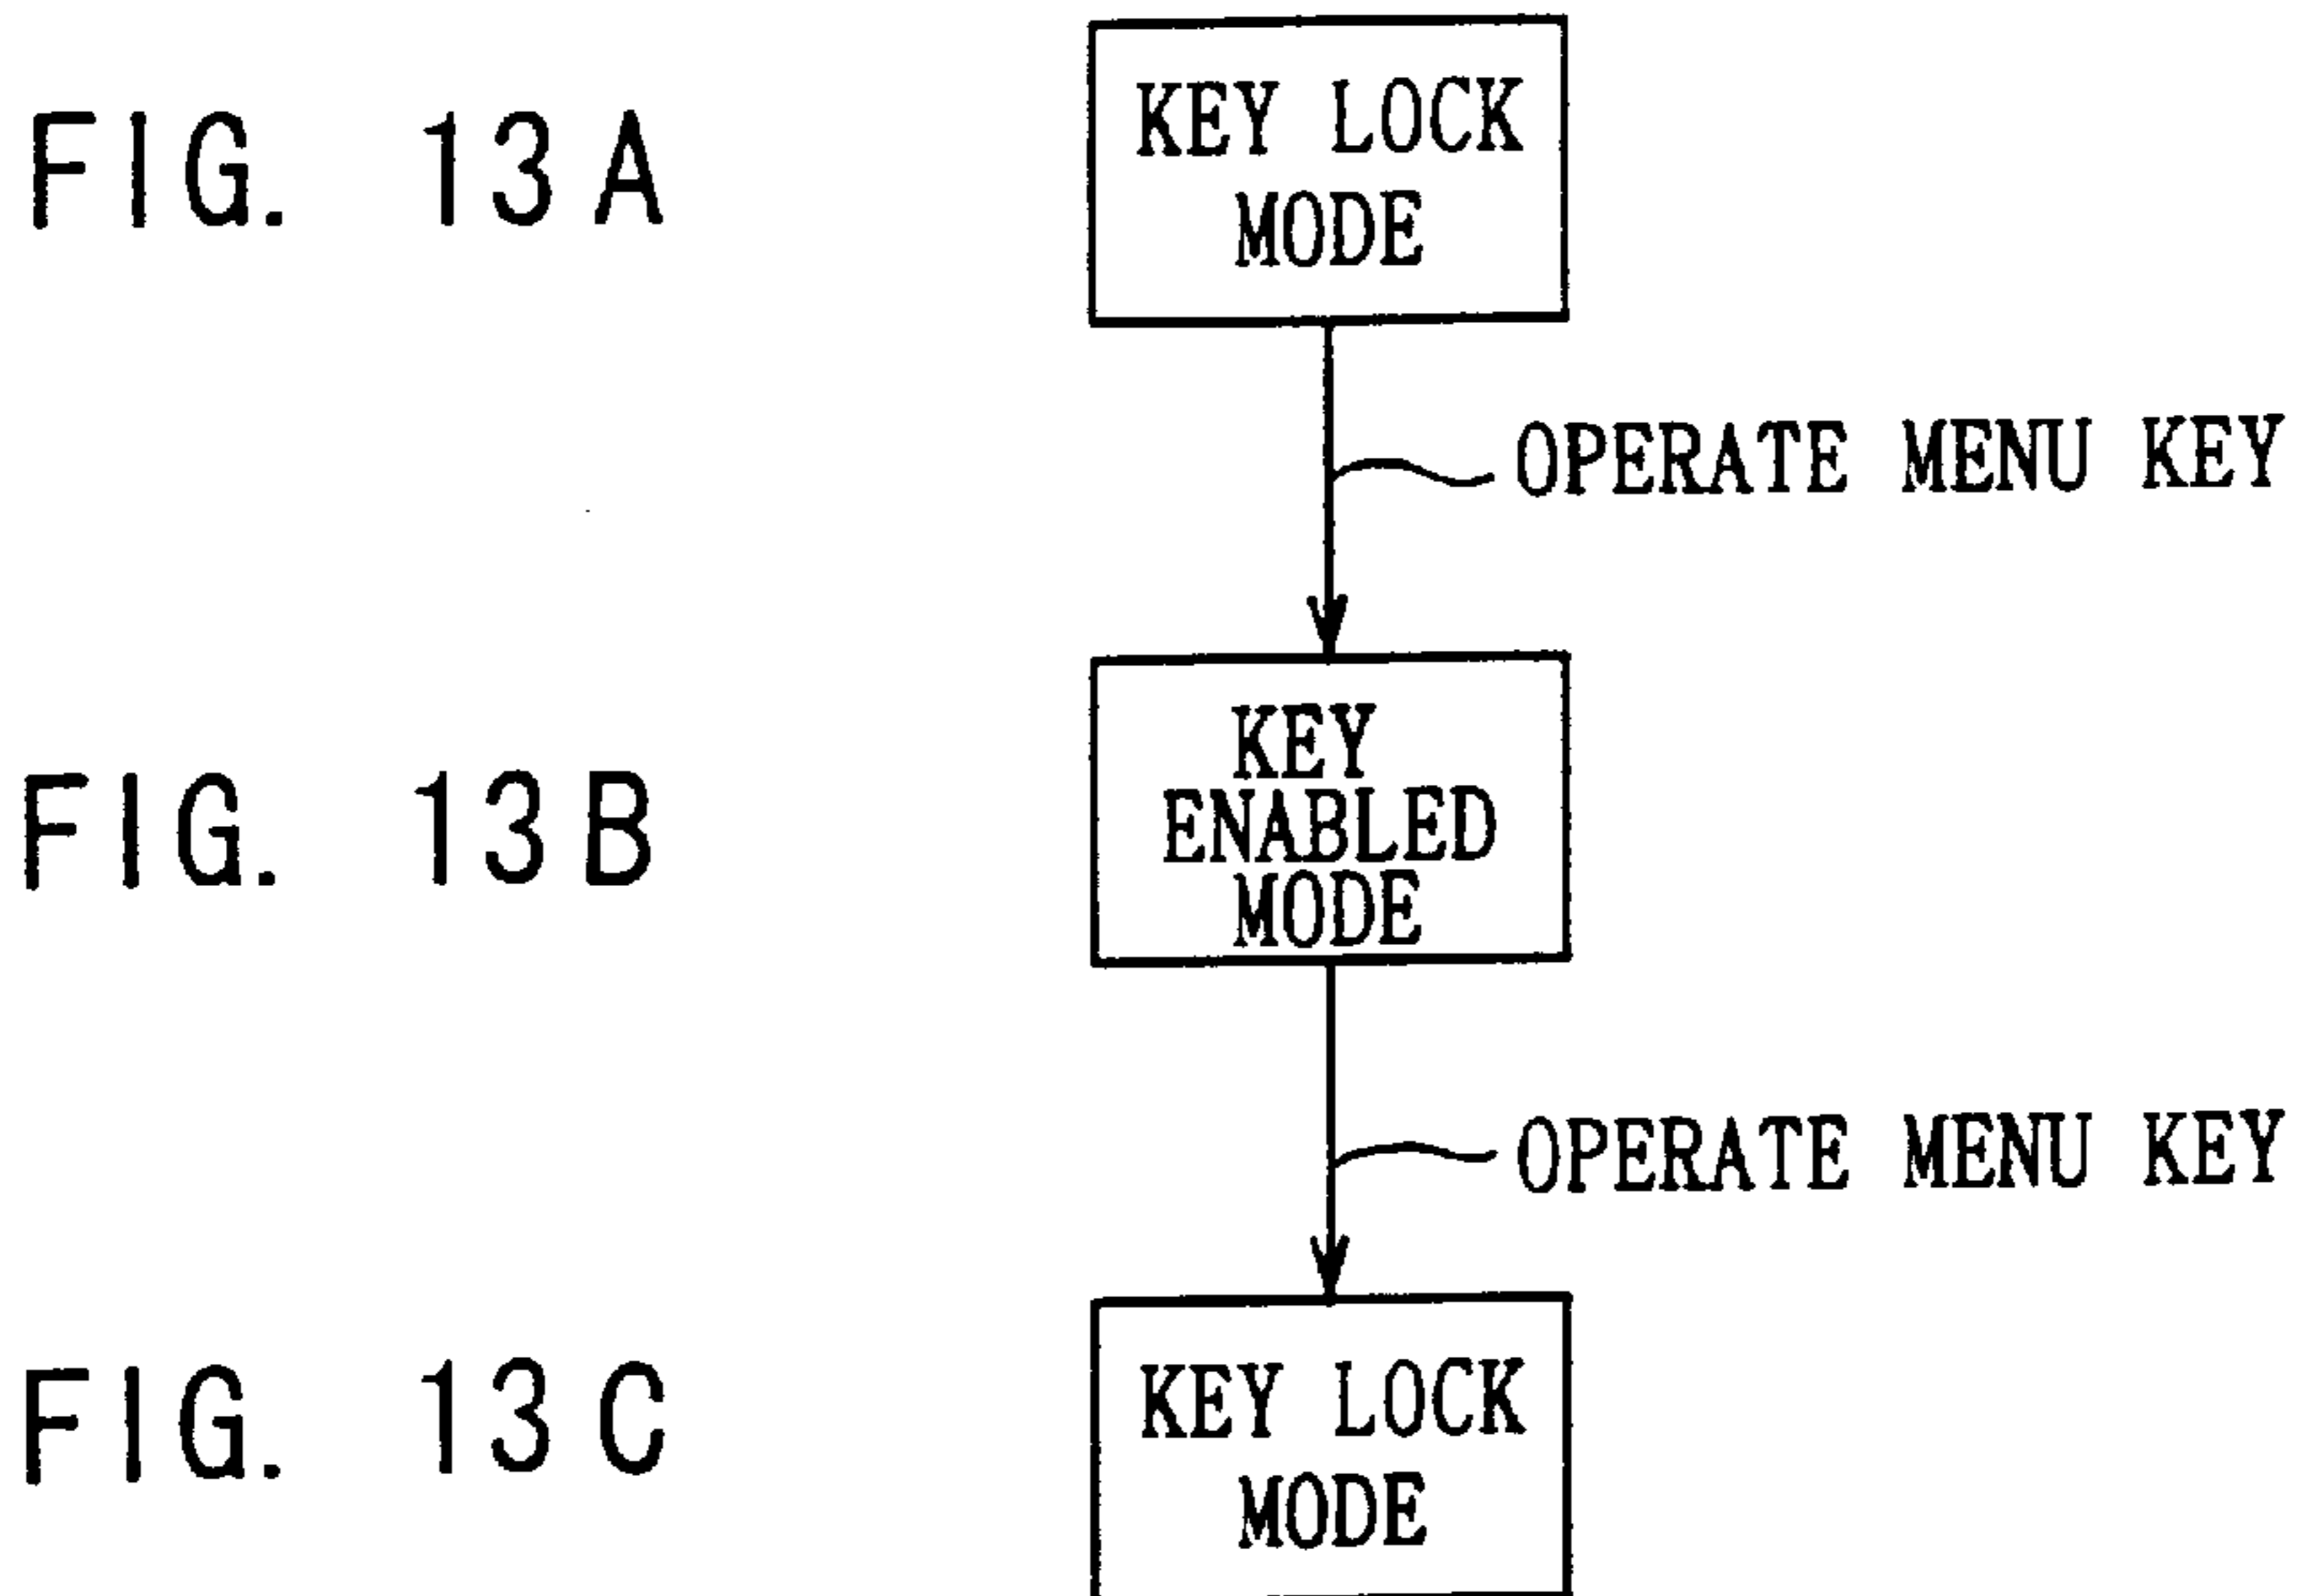 FIG. 13A
KEY LOCK
MODE
OPERATE MENU KEY
FIG. 13B
KEY
ENABLED
MODE
OPERATE MENU KEY
FIG. 13C
KEY LOCK
MODE